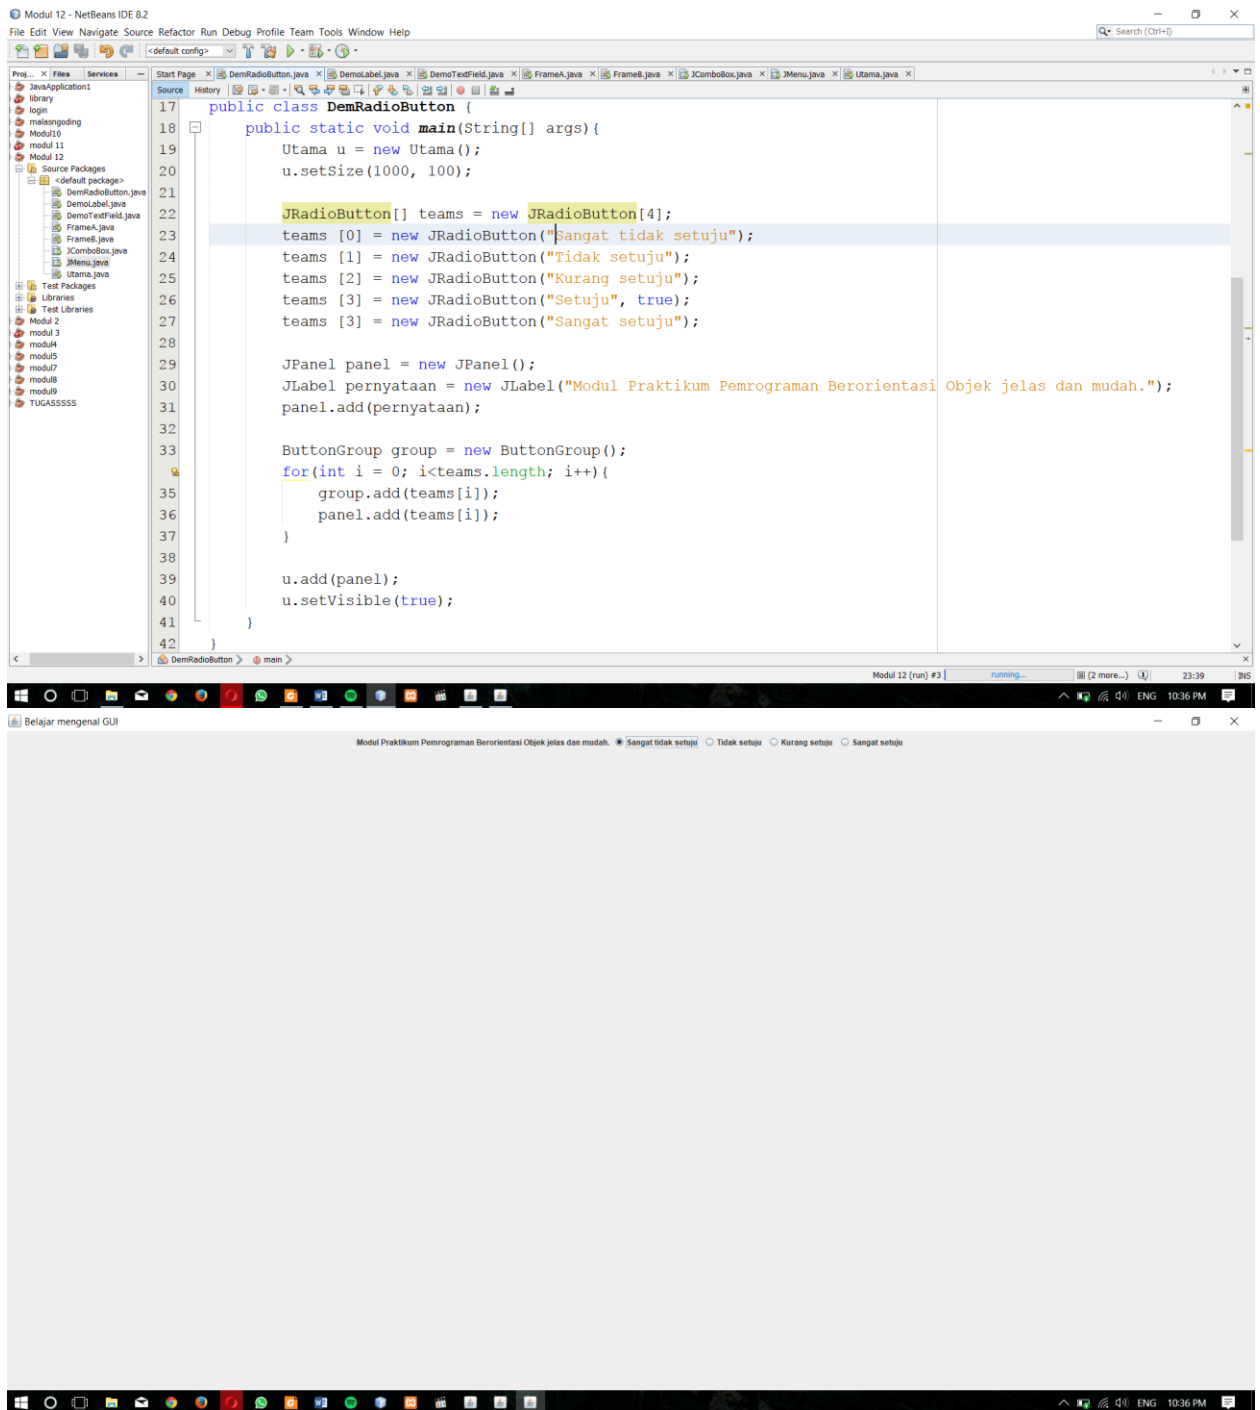 Modul 12 - NetBeans IDE 8.2
File Edit View Navigate Source Refactor Run Debug Profile Team Tools Window Help
Search (Ctrl+I)
<default config>
Proj... Files Services
Start Page DemRadioButton.java DemoLabel.java DemoTextField.java FrameA.java FrameB.java JComboBox.java JMenu.java Utama.java
Source History
JavaApplication1
library
login
malasngoding
Modul10
modul 11
Modul 12
Source Packages
<default package>
DemRadioButton.java
DemoLabel.java
DemoTextField.java
FrameA.java
FrameB.java
JComboBox.java
JMenu.java
Utama.java
Test Packages
Libraries
Test Libraries
Modul 2
modul 3
modul4
modul5
modul7
modul8
modul9
TUGASSSSS
17 public class DemRadioButton {
18 public static void main(String[] args){
19 Utama u = new Utama();
20 u.setSize(1000, 100);
21
22 JRadioButton[] teams = new JRadioButton[4];
23 teams [0] = new JRadioButton("Sangat tidak setuju");
24 teams [1] = new JRadioButton("Tidak setuju");
25 teams [2] = new JRadioButton("Kurang setuju");
26 teams [3] = new JRadioButton("Setuju", true);
27 teams [3] = new JRadioButton("Sangat setuju");
28
29 JPanel panel = new JPanel();
30 JLabel pernyataan = new JLabel("Modul Praktikum Pemrograman Berorientasi Objek jelas dan mudah.");
31 panel.add(pernyataan);
32
33 ButtonGroup group = new ButtonGroup();
for(int i = 0; i<teams.length; i++){
35 group.add(teams[i]);
36 panel.add(teams[i]);
37 }
38
39 u.add(panel);
40 u.setVisible(true);
41 }
42 }
DemRadioButton main
Modul 12 (run) #3 running... (2 more...) 23:39 INS
ENG 10:36 PM
Belajar mengenal GUI
Modul Praktikum Pemrograman Berorientasi Objek jelas dan mudah. Sangat tidak setuju Tidak setuju Kurang setuju Sangat setuju
ENG 10:36 PM